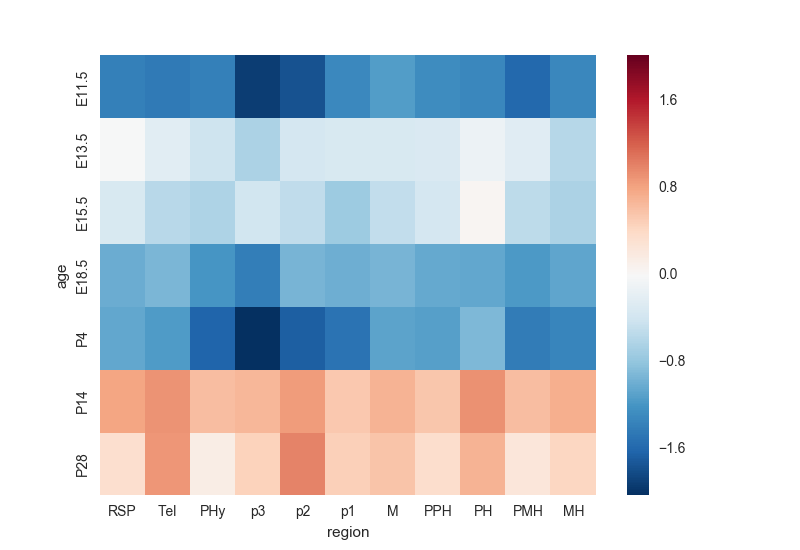 E11.5
E13.5
E15.5
E18.5
P4
P14
P28
age
RSP Tel PHy p3 p2 p1 M PPH PH PMH MH
region
1.6
0.8
0.0
−0.8
−1.6